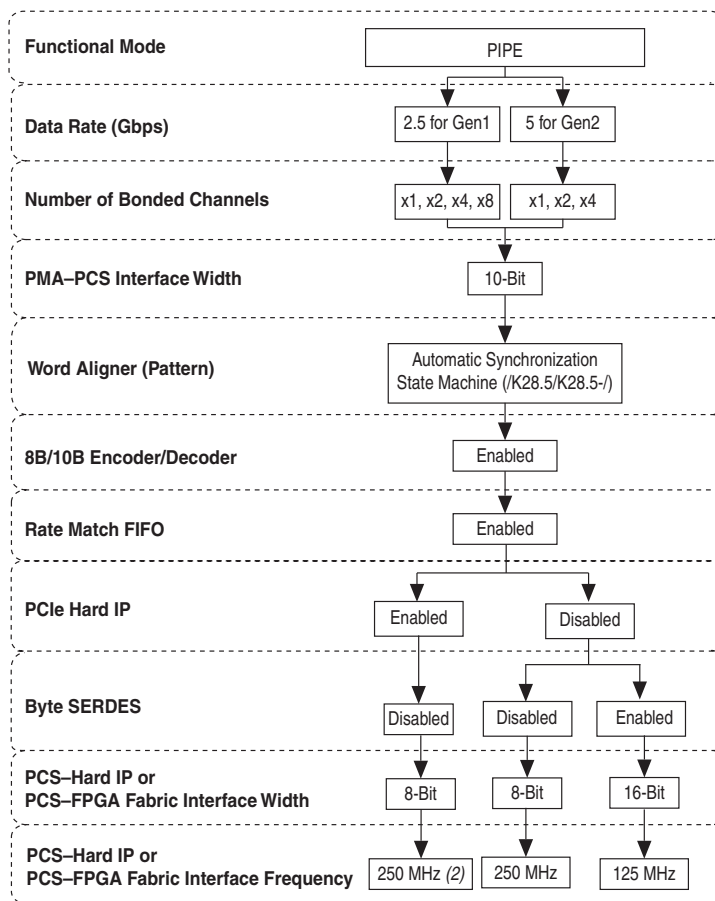 Functional Mode
PIPE
Data Rate (Gbps)
2.5 for Gen1
5 for Gen2
Number of Bonded Channels
x1, x2, x4, x8
x1, x2, x4
PMA–PCS Interface Width
10-Bit
Word Aligner (Pattern)
Automatic Synchronization
State Machine (/K28.5/K28.5-/)
8B/10B Encoder/Decoder
Enabled
Rate Match FIFO
Enabled
PCIe Hard IP
Enabled
Disabled
Byte SERDES
Disabled
Disabled
Enabled
PCS–Hard IP or
PCS–FPGA Fabric Interface Width
8-Bit
8-Bit
16-Bit
PCS–Hard IP or
PCS–FPGA Fabric Interface Frequency
250 MHz (2)
250 MHz
125 MHz